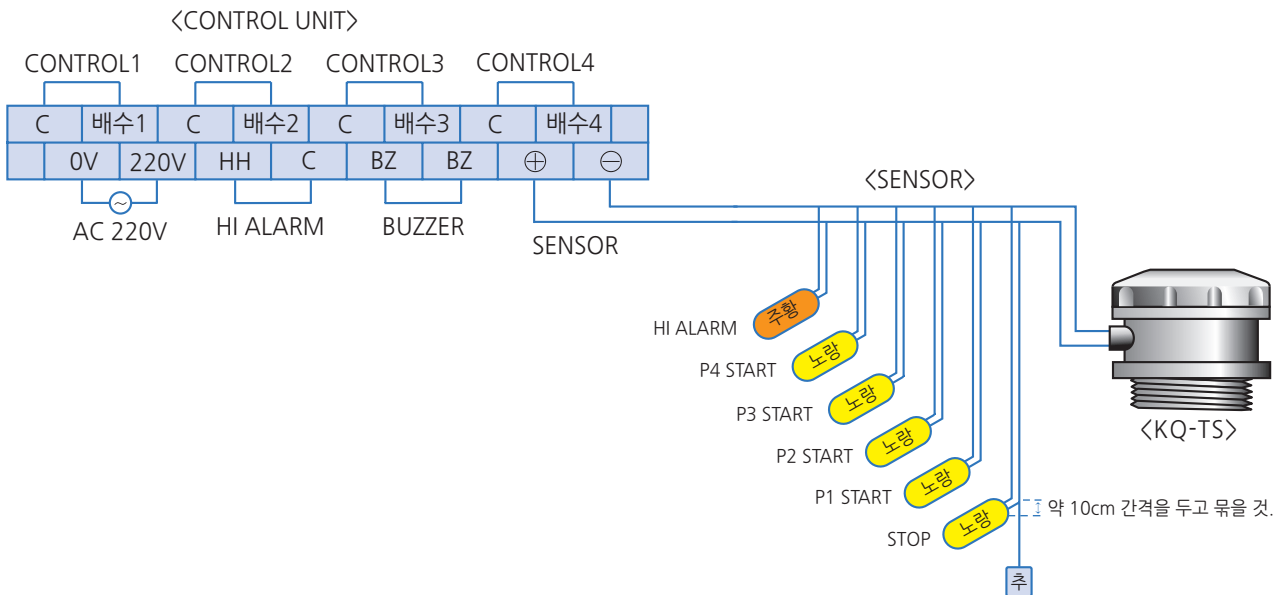 〈CONTROL UNIT〉
CONTROL1 CONTROL2 CONTROL3 CONTROL4
C 배수1 C 배수2 C 배수3 C 배수4
0V 220V HH C BZ BZ ⊕ ⊖
~
AC 220V HI ALARM BUZZER SENSOR
〈SENSOR〉
HI ALARM 주황
P4 START 노랑
P3 START 노랑
P2 START 노랑
P1 START 노랑
STOP 노랑
약 10cm 간격을 두고 묶을 것.
추
〈KQ-TS〉